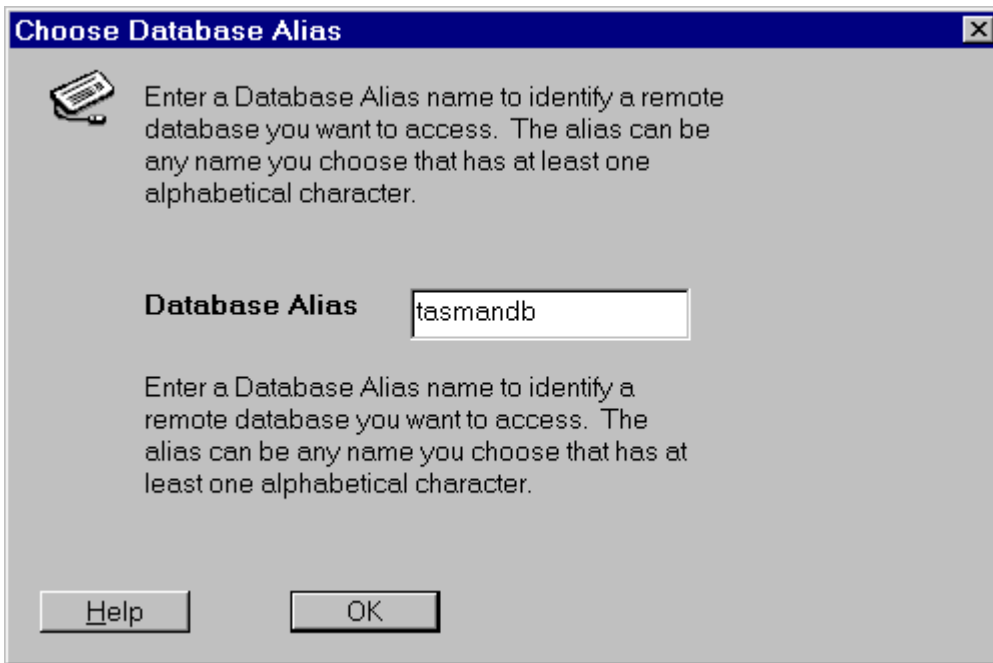 Choose Database Alias
Enter a Database Alias name to identify a remote
database you want to access.  The alias can be
any name you choose that has at least one
alphabetical character.
Database Alias
tasmandb
Enter a Database Alias name to identify a
remote database you want to access.  The
alias can be any name you choose that has at
least one alphabetical character.
Help
OK